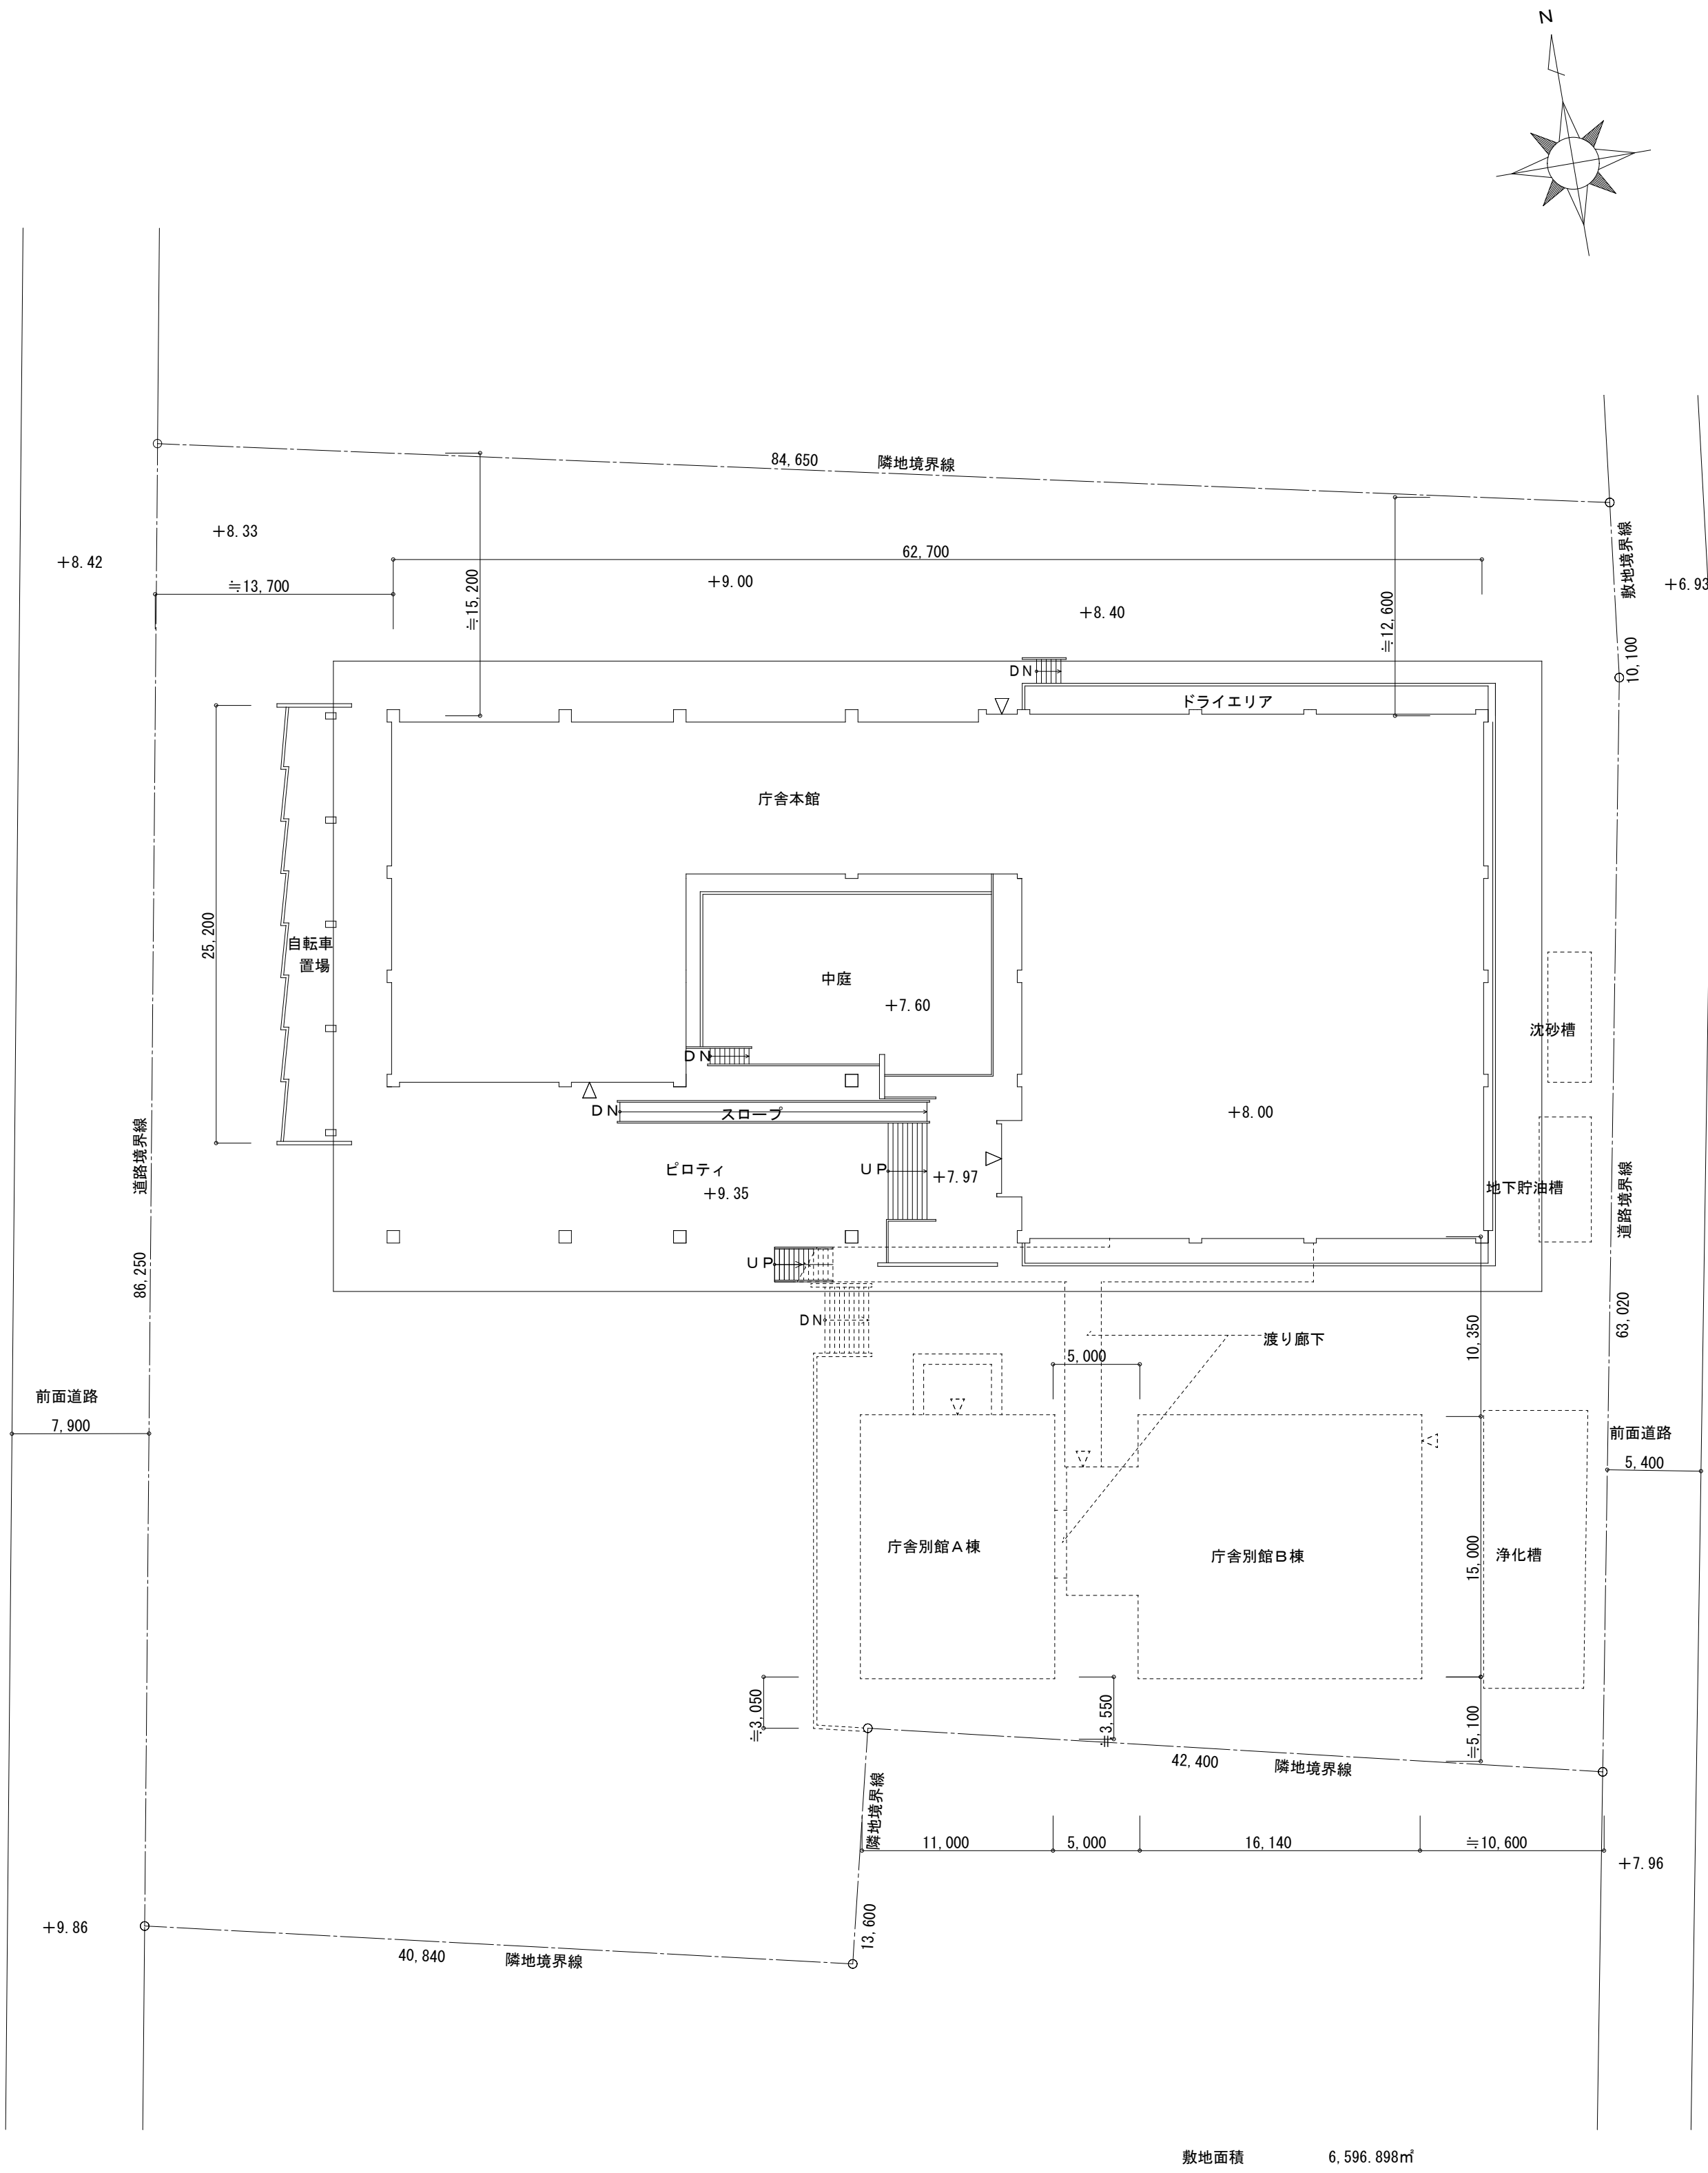 N
84,650 隣地境界線
+8.33
+8.42
62,700
+9.00
≒13,700
≒15,200
+8.40
≒12,600
敷地境界線
10,100
+6.93
DN
ドライエリア
庁舎本館
25,200
自転車
置場
中庭
+7.60
DN
沈砂槽
DN
スロープ
+8.00
ピロティ
+9.35
UP
+7.97
地下貯油槽
道路境界線
86,250
道路境界線
63,020
UP
DN
渡り廊下
10,350
5,000
前面道路
7,900
前面道路
5,400
庁舎別館A棟
庁舎別館B棟
15,000
浄化槽
≒3,050
≒3,550
≒5,100
42,400 隣地境界線
隣地境界線
13,600
11,000
5,000
16,140
≒10,600
+7.96
+9.86
40,840 隣地境界線
敷地面積 6,596.898㎡